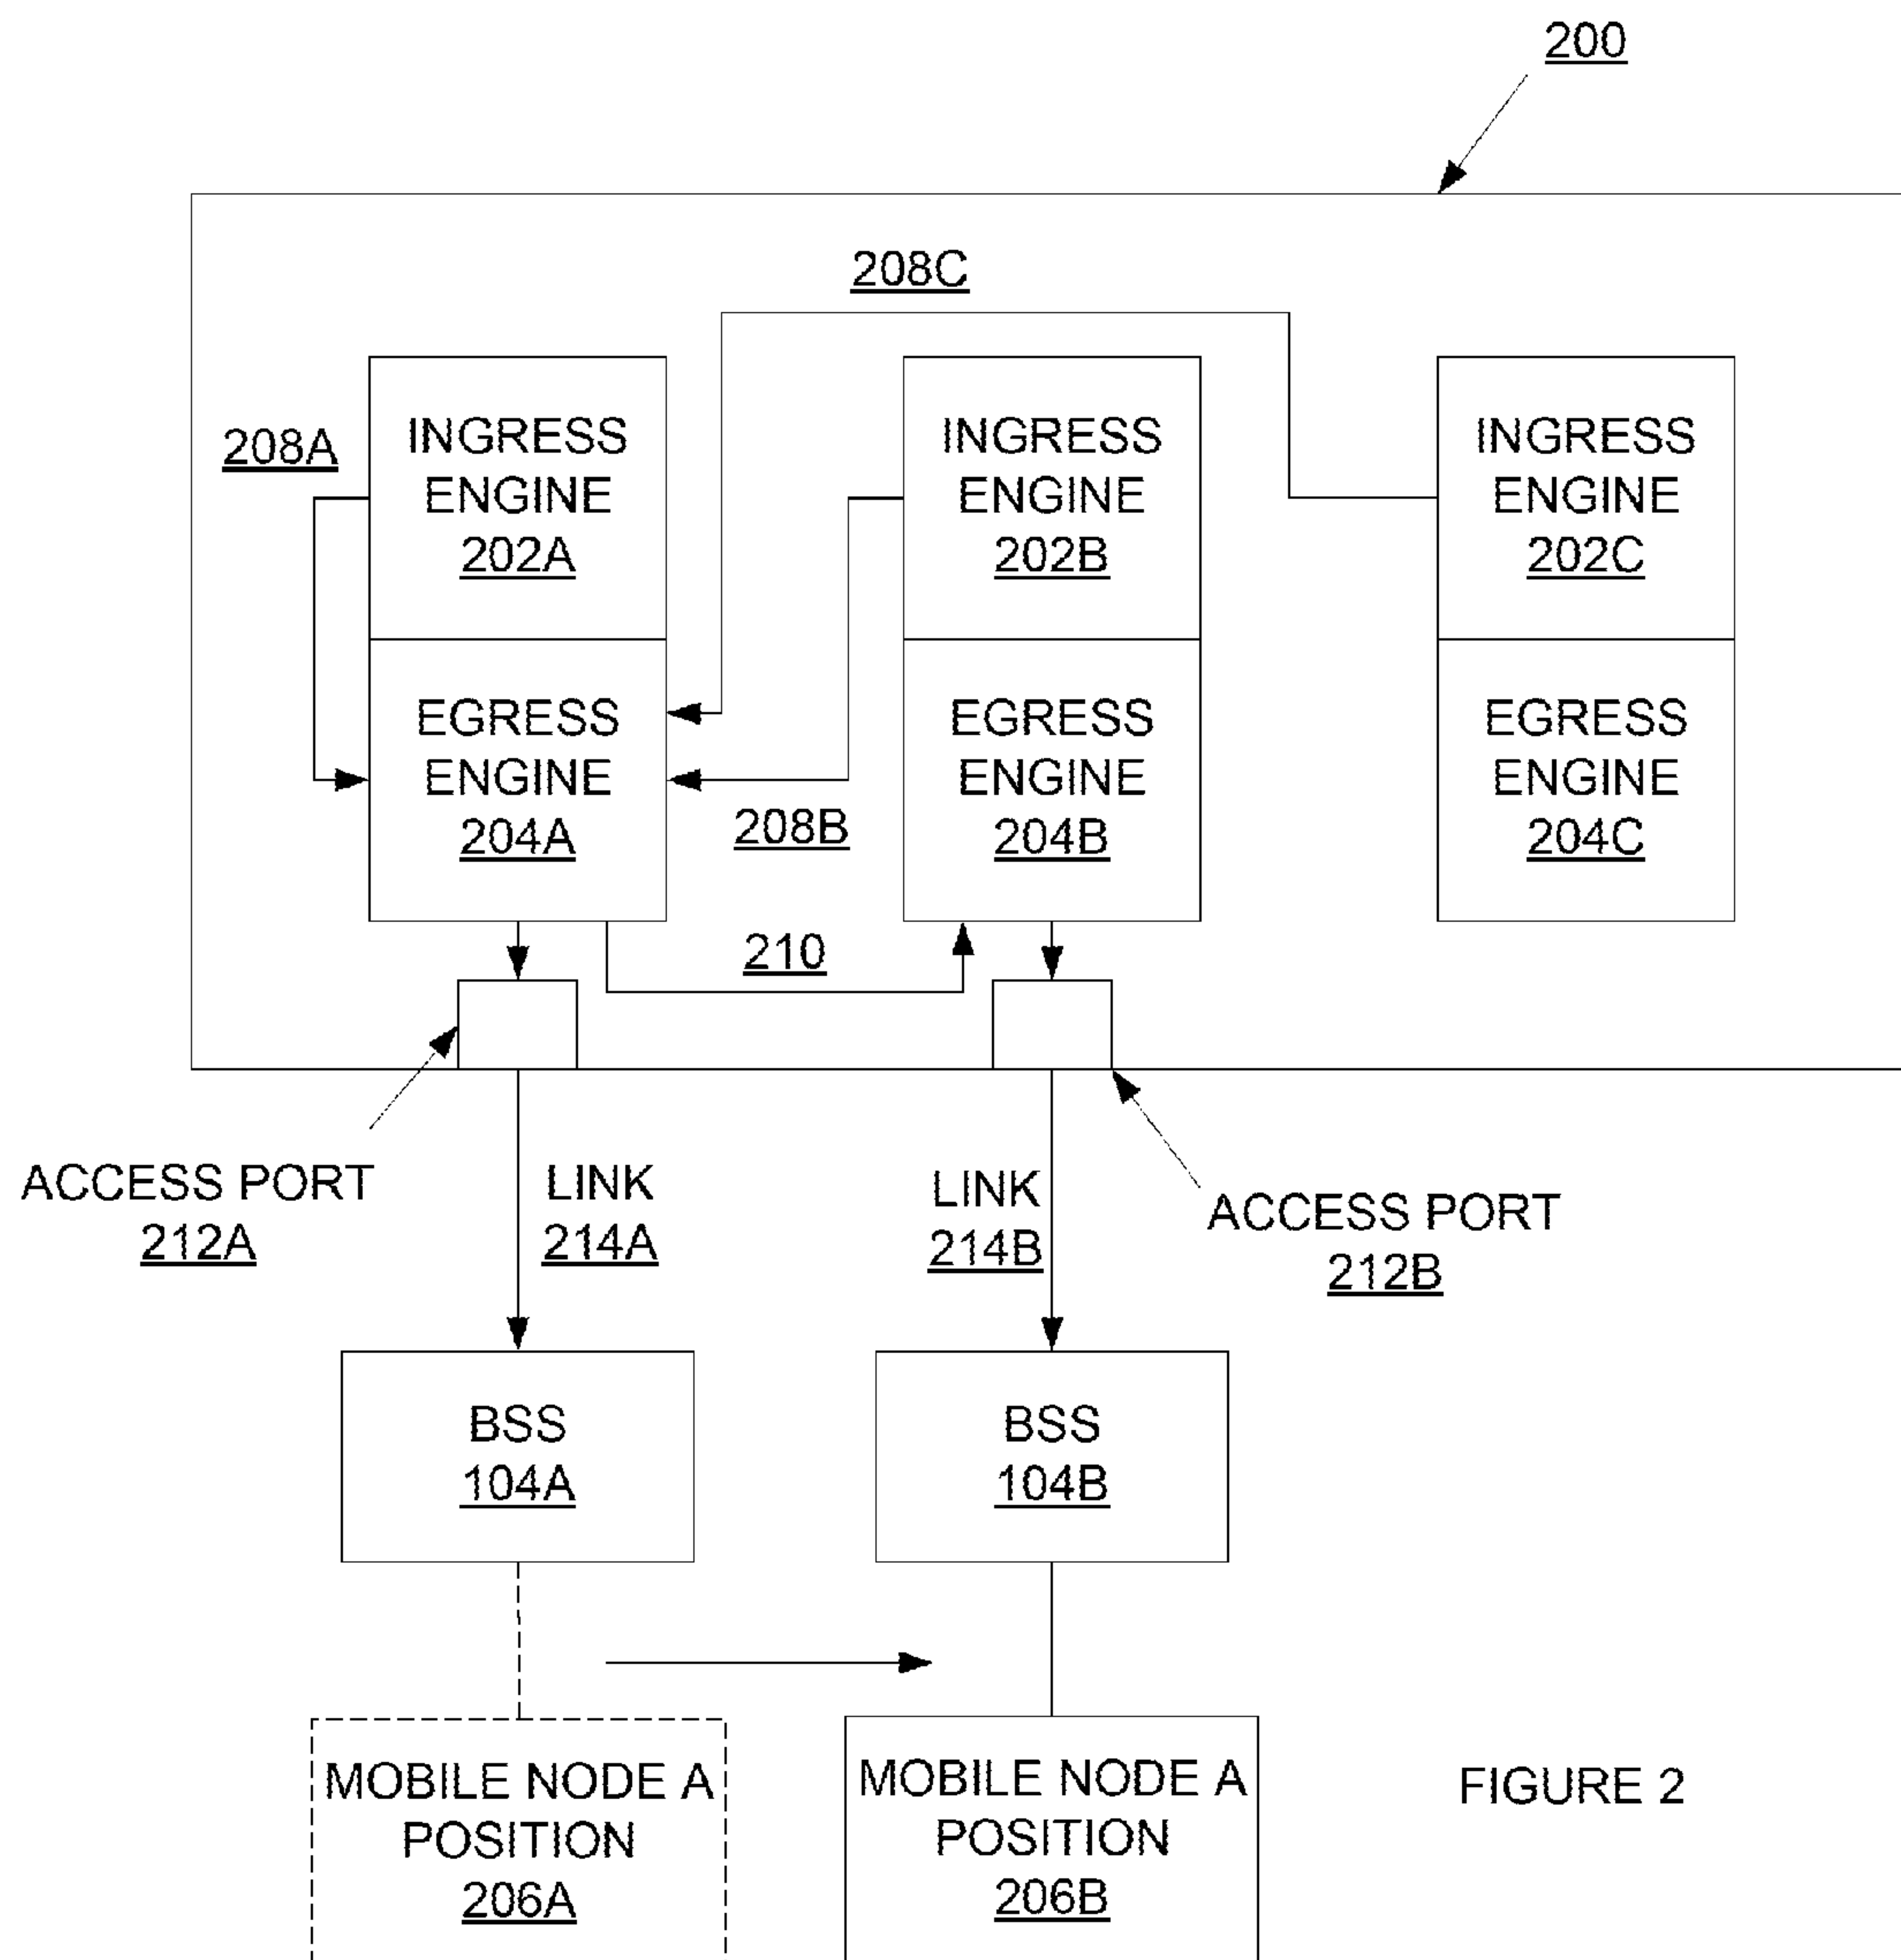 200
208C
208A
INGRESS
ENGINE
202A
INGRESS
ENGINE
202B
INGRESS
ENGINE
202C
EGRESS
ENGINE
204A
208B
EGRESS
ENGINE
204B
EGRESS
ENGINE
204C
210
ACCESS PORT
212A
LINK
214A
LINK
214B
ACCESS PORT
212B
BSS
104A
BSS
104B
MOBILE NODE A
POSITION
206A
MOBILE NODE A
POSITION
206B
FIGURE 2